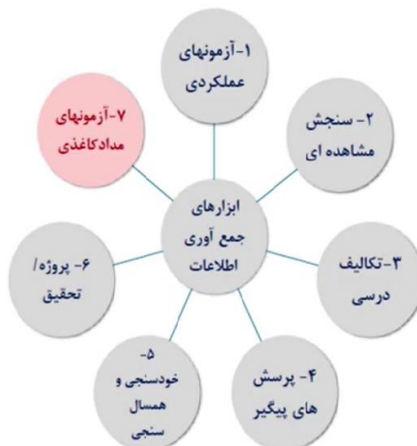 ۱-آزمونهای
عملکردی
۲- سنجش
مشاهده ای
۳-تکالیف
درسی
۴- پرسش
های پیگیر
۵-
خودسنجی و
همسال
سنجی
۶- پروژه/
تحقیق
۷-آزمونهای
مدادکاغذی
ابزارهای
جمع آوری
اطلاعات